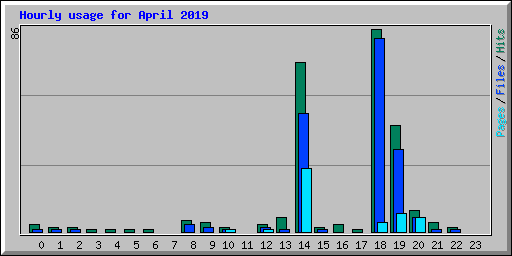 Hourly usage for April 2019
86
Pages/Files/Hits
0 1 2 3 4 5 6 7 8 9 10 11 12 13 14 15 16 17 18 19 20 21 22 23